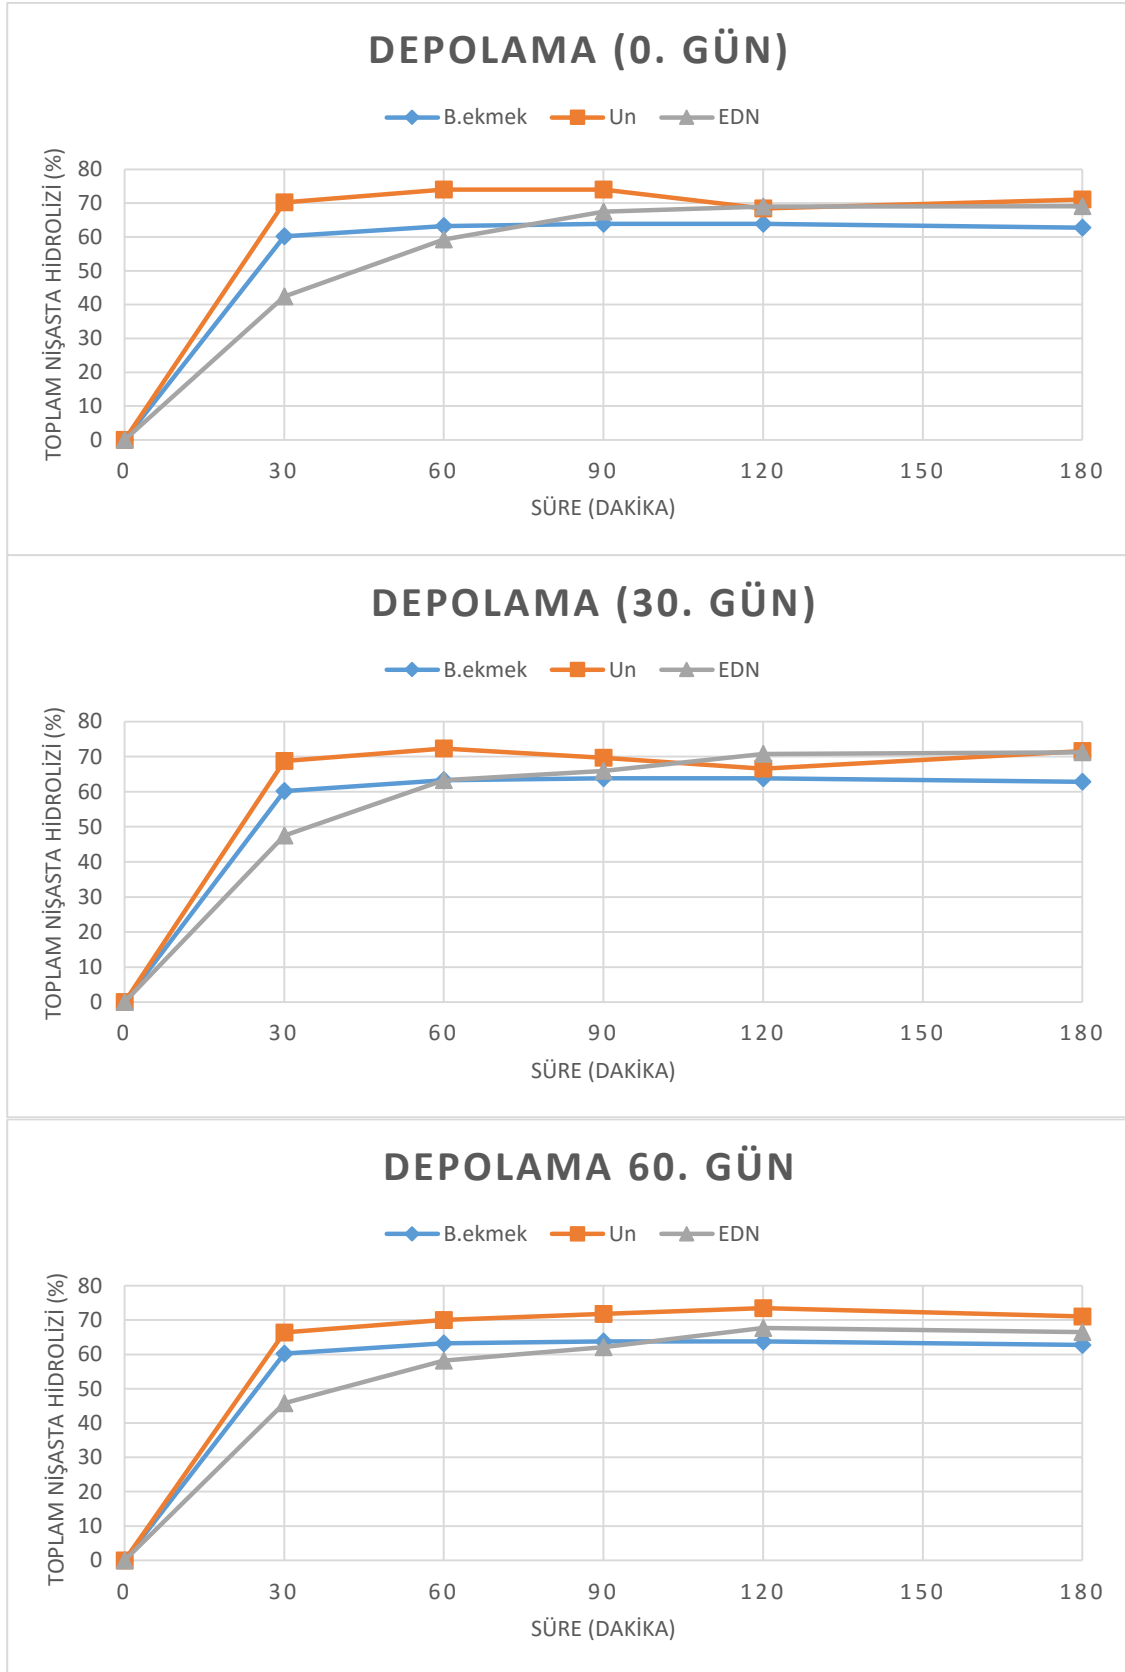 DEPOLAMA (0. GÜN)
B.ekmek Un EDN
TOPLAM NİŞASTA HİDROLİZİ (%)
80
70
60
50
40
30
20
10
0
0 30 60 90 120 150 180
SÜRE (DAKİKA)
DEPOLAMA (30. GÜN)
B.ekmek Un EDN
TOPLAM NİŞASTA HİDROLİZİ (%)
80
70
60
50
40
30
20
10
0
0 30 60 90 120 150 180
SÜRE (DAKİKA)
DEPOLAMA 60. GÜN
B.ekmek Un EDN
TOPLAM NİŞASTA HİDROLİZİ (%)
80
70
60
50
40
30
20
10
0
0 30 60 90 120 150 180
SÜRE (DAKİKA)